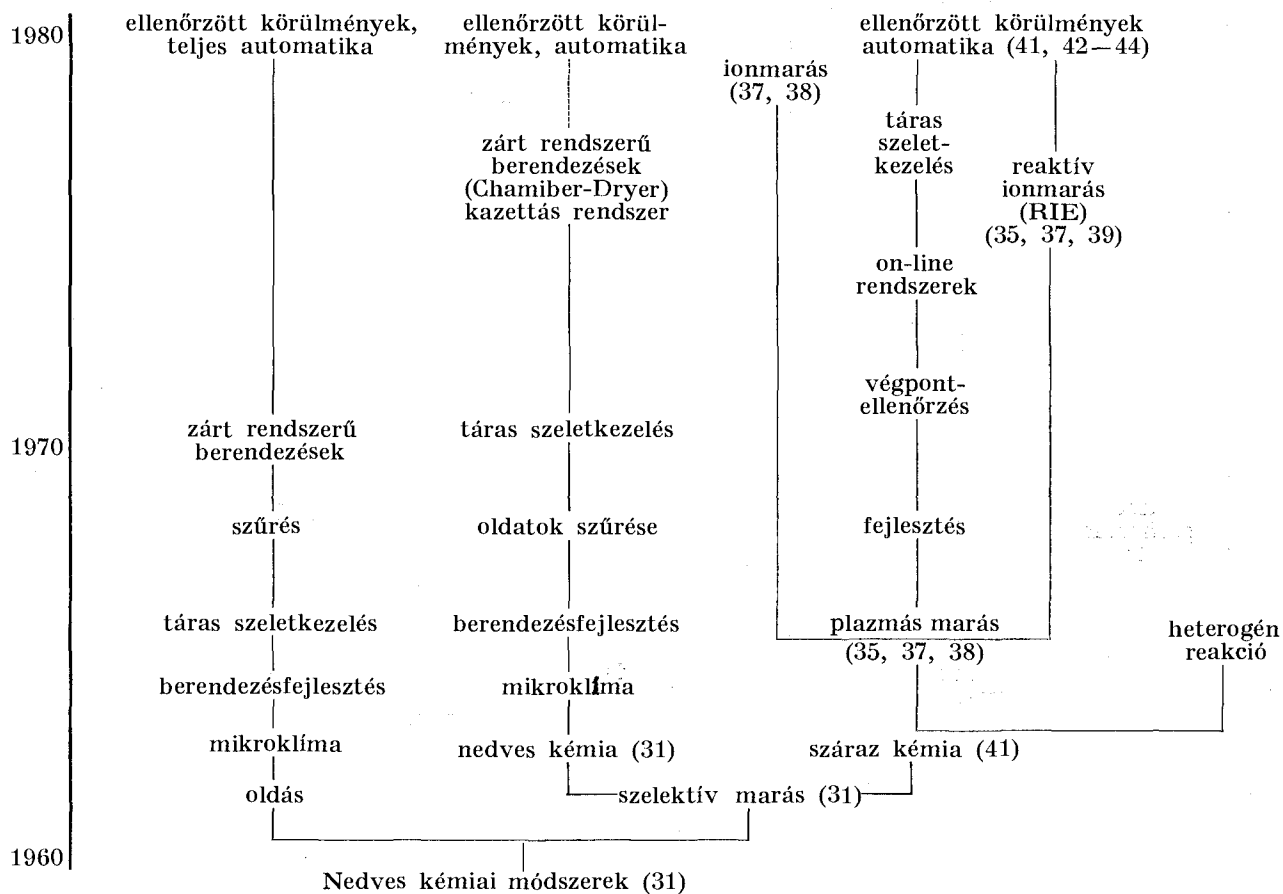 1980
ellenőrzött körülmények,
teljes automatika
ellenőrzött körül-
mények, automatika
ellenőrzött körülmények
automatika (41, 42—44)
ionmarás
(37, 38)
táras
szelet-
kezelés
zárt rendszerű
berendezések
(Chamiber-Dryer)
kazettás rendszer
reaktív
ionmarás
(RIE)
(35, 37, 39)
on-line
rendszerek
végpont-
ellenőrzés
1970
zárt rendszerű
berendezések
táras szeletkezelés
szűrés
oldatok szűrése
fejlesztés
táras szeletkezelés
berendezésfejlesztés
plazmás marás
(35, 37, 38)
heterogén
reakció
berendezésfejlesztés
mikroklíma
mikroklíma
nedves kémia (31)
száraz kémia (41)
oldás
szelektív marás (31)
1960
Nedves kémiai módszerek (31)